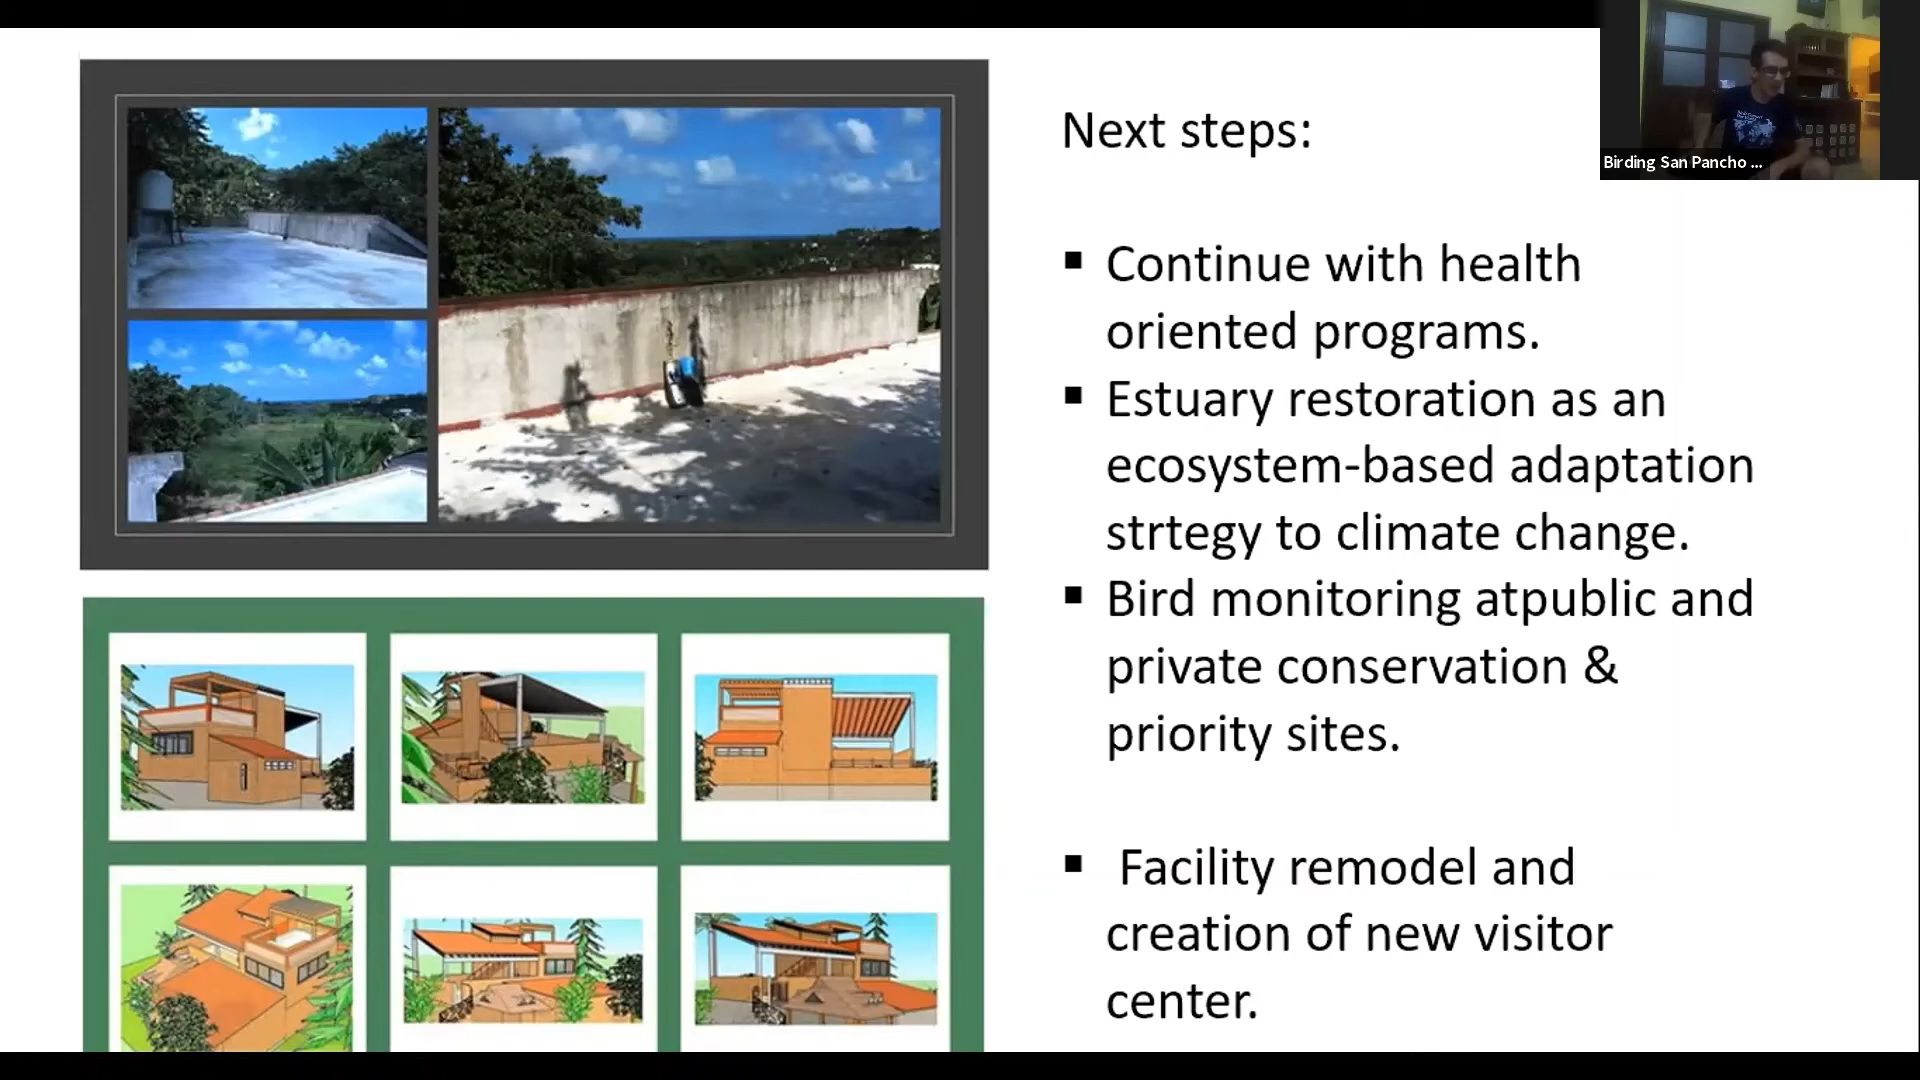 Next steps:
Birding San Pancho ...
▪ Continue with health
oriented programs.
▪ Estuary restoration as an
ecosystem-based adaptation
strtegy to climate change.
▪ Bird monitoring atpublic and
private conservation &
priority sites.
▪ Facility remodel and
creation of new visitor
center.